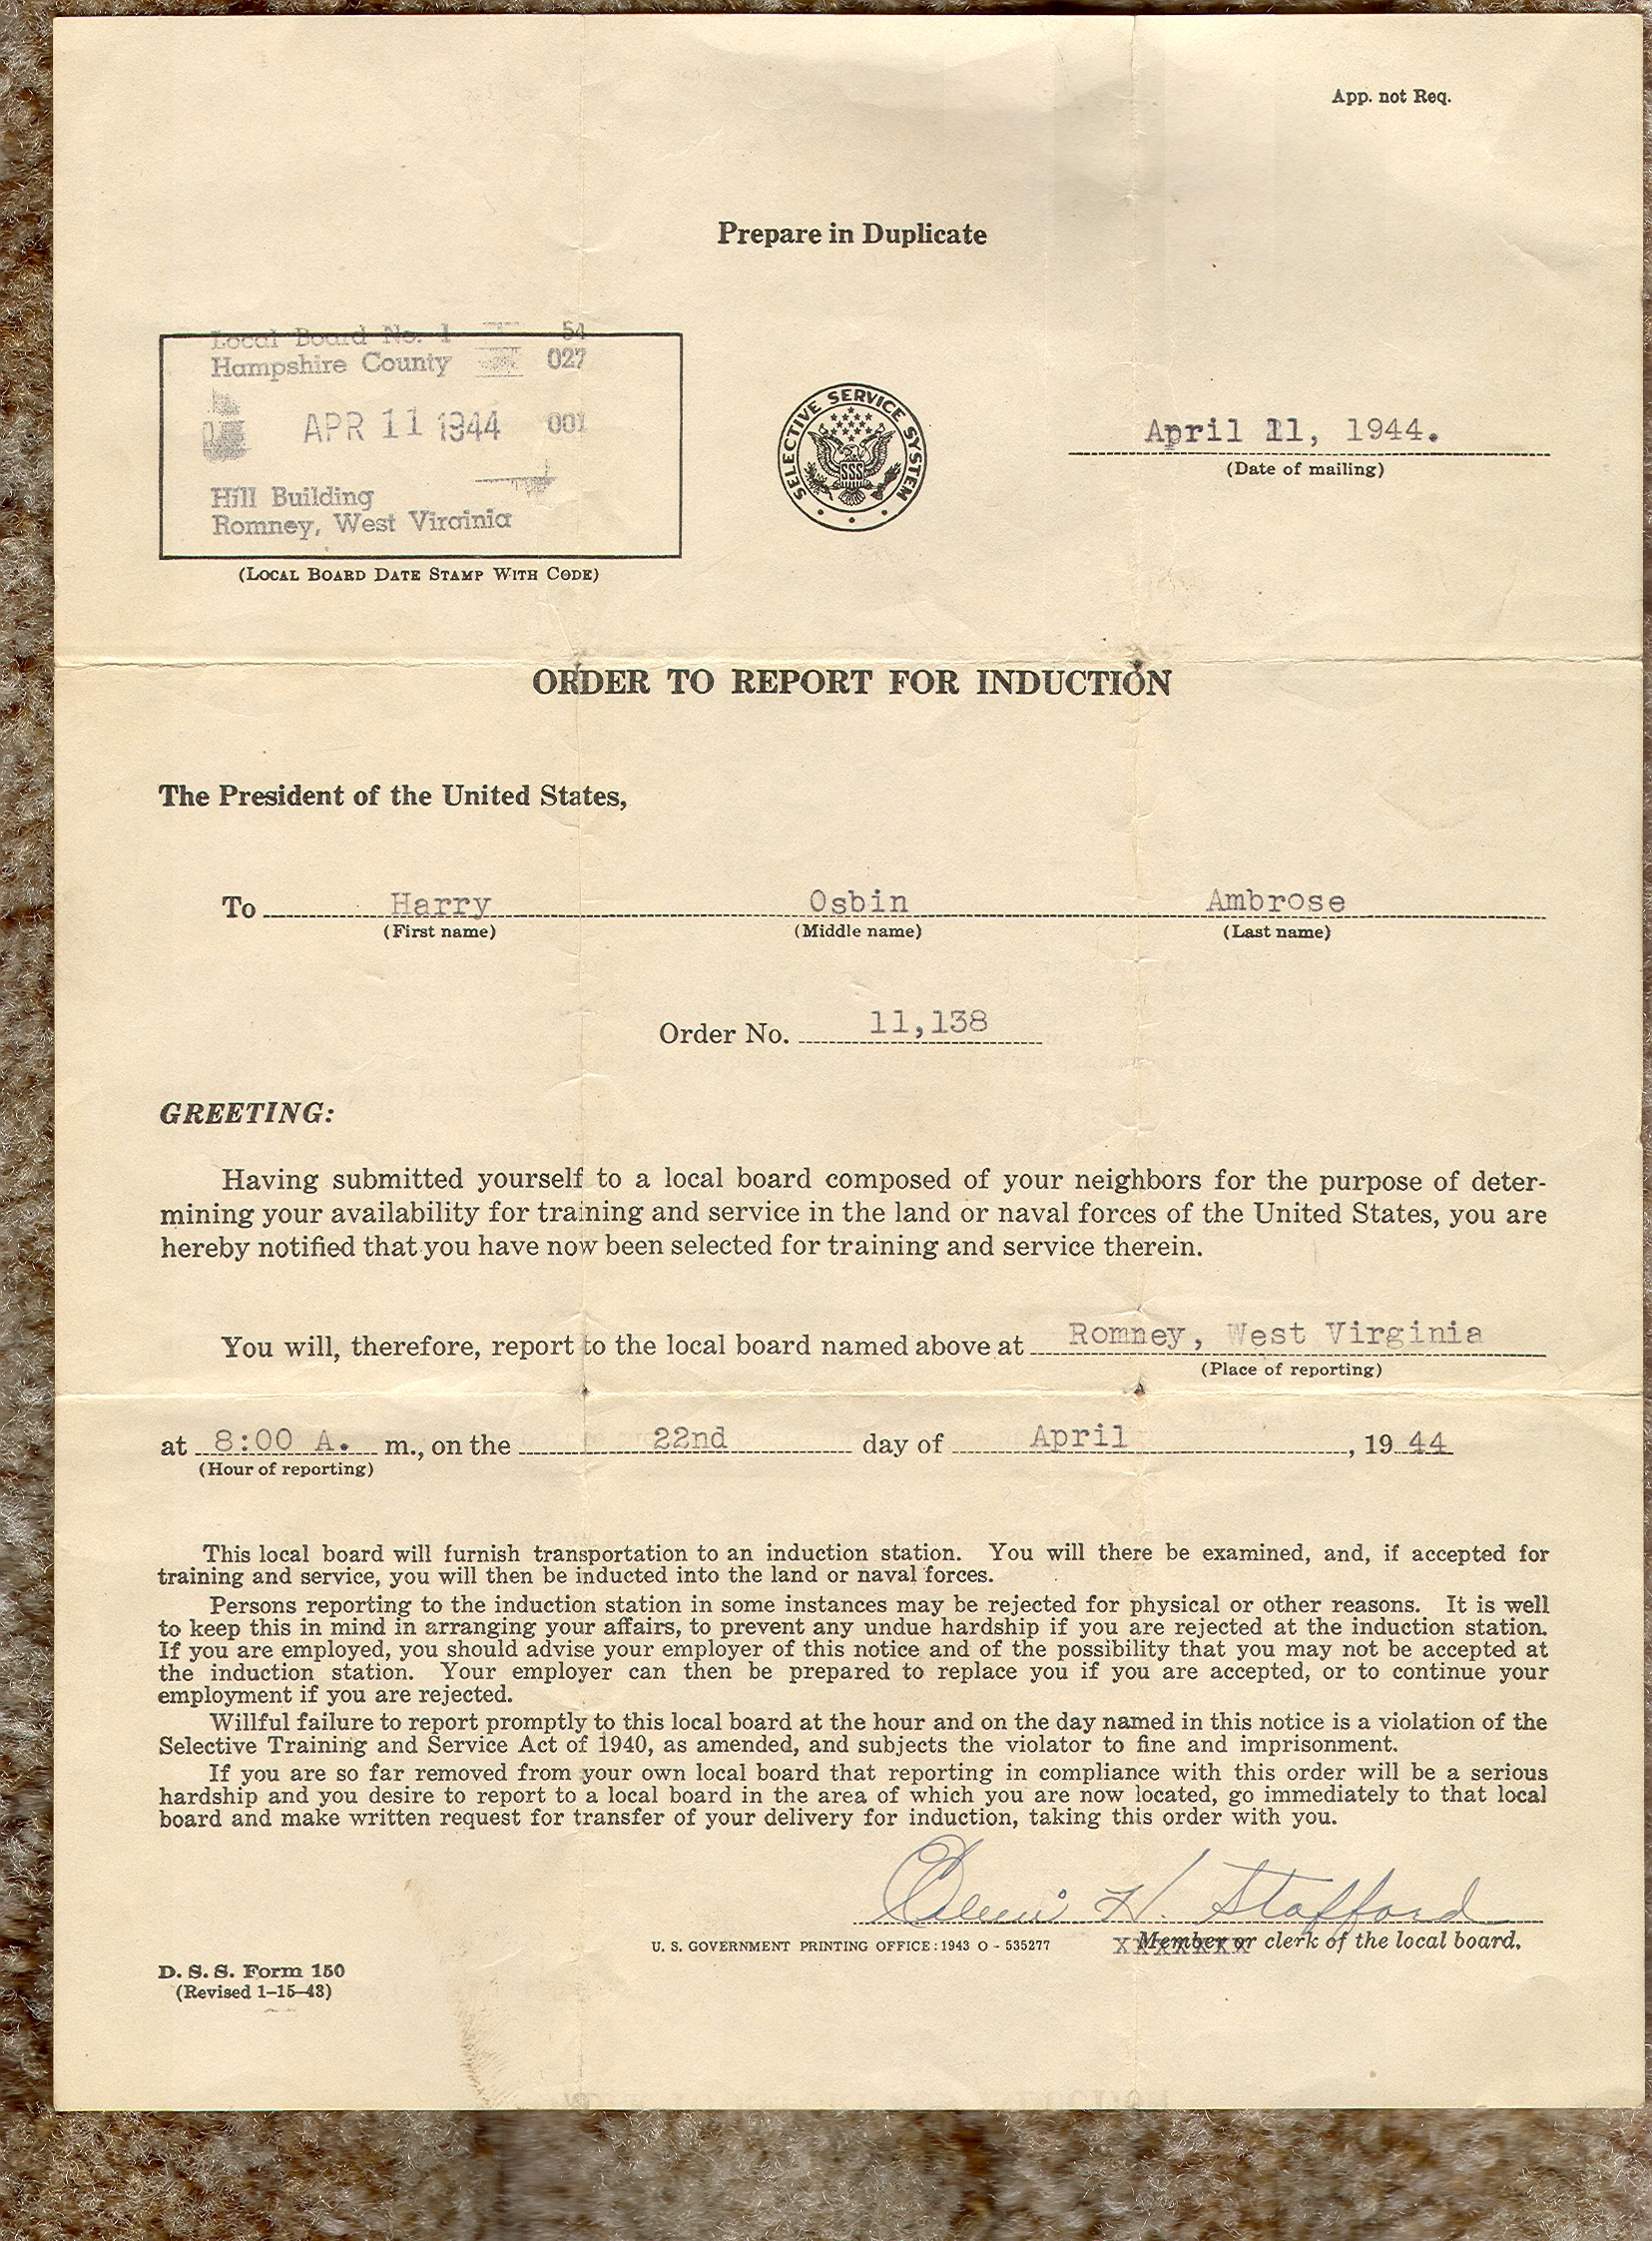 App. not Req.
Prepare in Duplicate
Local Board No. 1 54
Hampshire County 027
APR 11 1944 001
Hill Building
Romney, West Virginia
(LOCAL BOARD DATE STAMP WITH CODE)
SELECTIVE SERVICE SYSTEM
SSS
April 11, 1944.
(Date of mailing)
ORDER TO REPORT FOR INDUCTION
The President of the United States,
To Harry Osbin Ambrose
(First name) (Middle name) (Last name)
Order No. 11,138
GREETING:
Having submitted yourself to a local board composed of your neighbors for the purpose of deter-
mining your availability for training and service in the land or naval forces of the United States, you are
hereby notified that you have now been selected for training and service therein.
You will, therefore, report to the local board named above at Romney, West Virginia
(Place of reporting)
at 8:00 A. m., on the 22nd day of April, 1944
(Hour of reporting)
This local board will furnish transportation to an induction station. You will there be examined, and, if accepted for
training and service, you will then be inducted into the land or naval forces.
Persons reporting to the induction station in some instances may be rejected for physical or other reasons. It is well
to keep this in mind in arranging your affairs, to prevent any undue hardship if you are rejected at the induction station.
If you are employed, you should advise your employer of this notice and of the possibility that you may not be accepted at
the induction station. Your employer can then be prepared to replace you if you are accepted, or to continue your
employment if you are rejected.
Willful failure to report promptly to this local board at the hour and on the day named in this notice is a violation of the
Selective Training and Service Act of 1940, as amended, and subjects the violator to fine and imprisonment.
If you are so far removed from your own local board that reporting in compliance with this order will be a serious
hardship and you desire to report to a local board in the area of which you are now located, go immediately to that local
board and make written request for transfer of your delivery for induction, taking this order with you.
H. Stafford
U. S. GOVERNMENT PRINTING OFFICE : 1943 O - 535277
Member or clerk of the local board.
D. S. S. Form 150
(Revised 1-15-43)